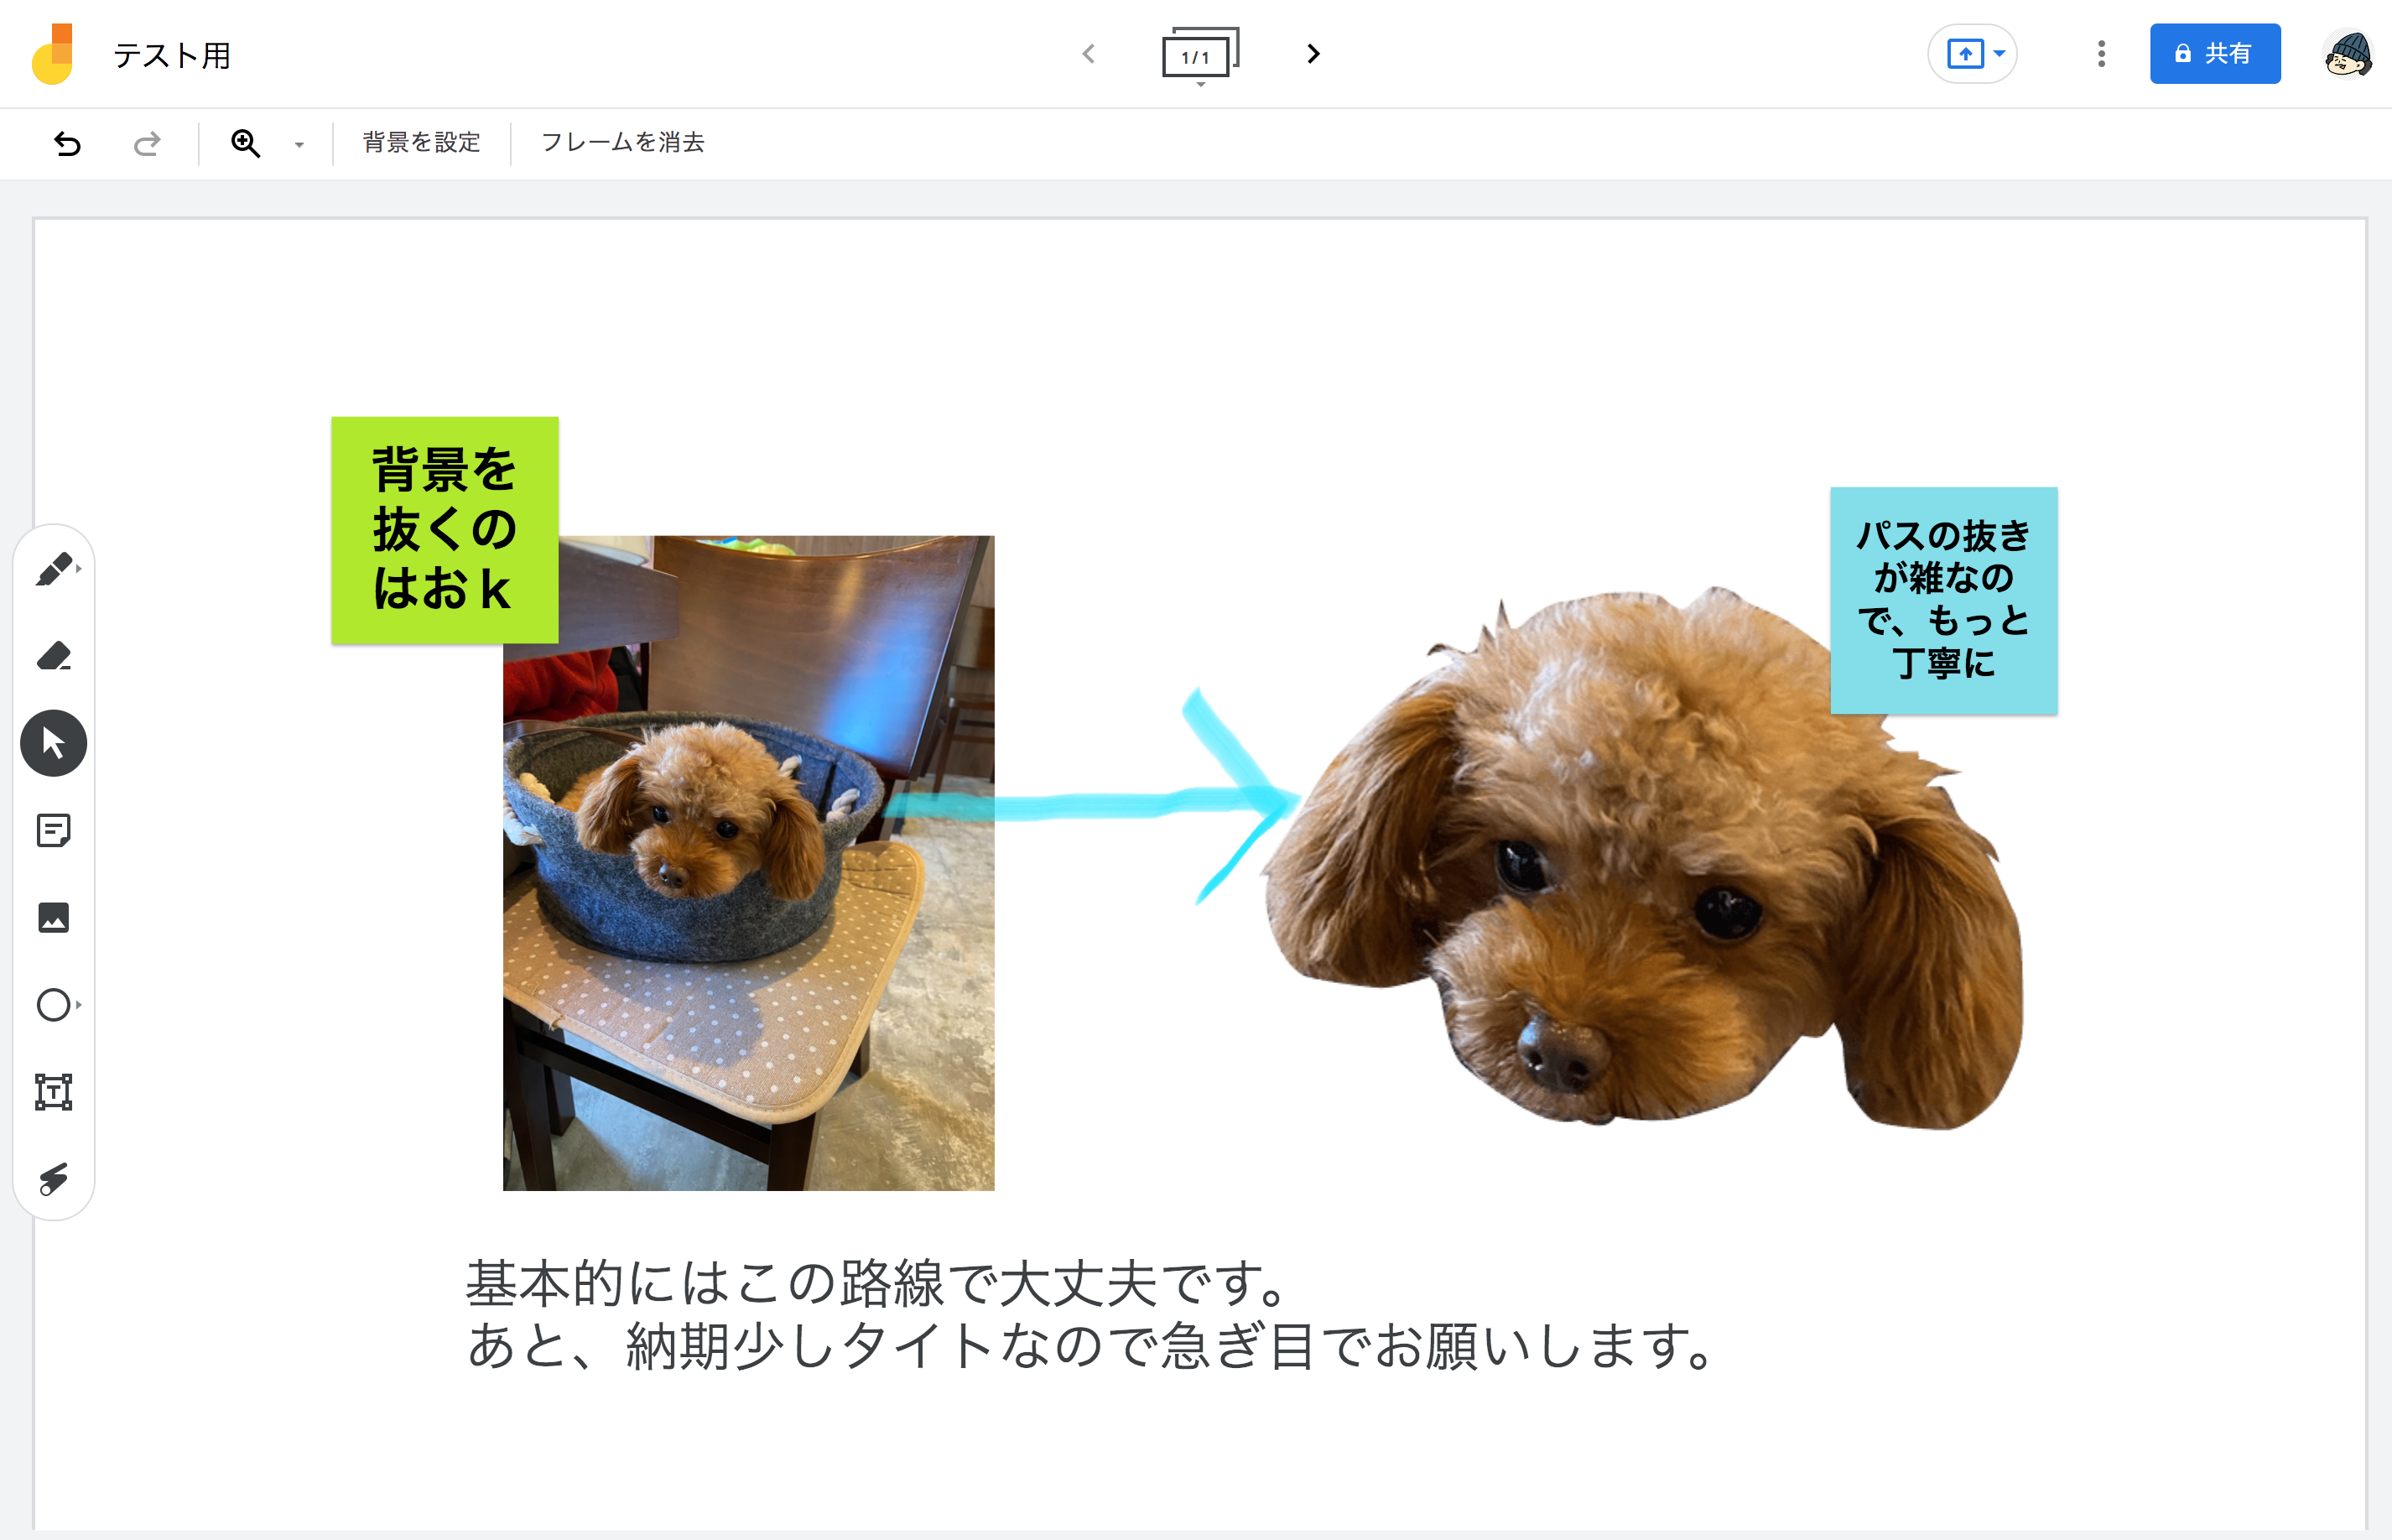 テスト用
1/1
共有
背景を設定
フレームを消去
背景を
抜くの
はおｋ
パスの抜き
が雑なの
で、もっと
丁寧に
基本的にはこの路線で大丈夫です。
あと、納期少しタイトなので急ぎ目でお願いします。